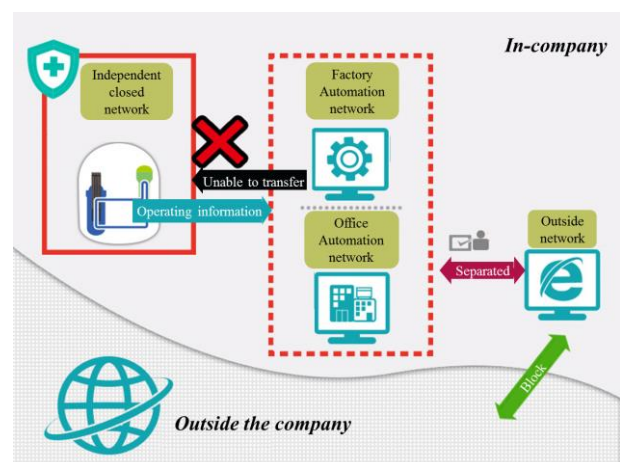 In-company
Independent
closed
network
Factory
Automation
network
Unable to transfer
Operating information
Office
Automation
network
Outside
network
Separated
Block
Outside the company